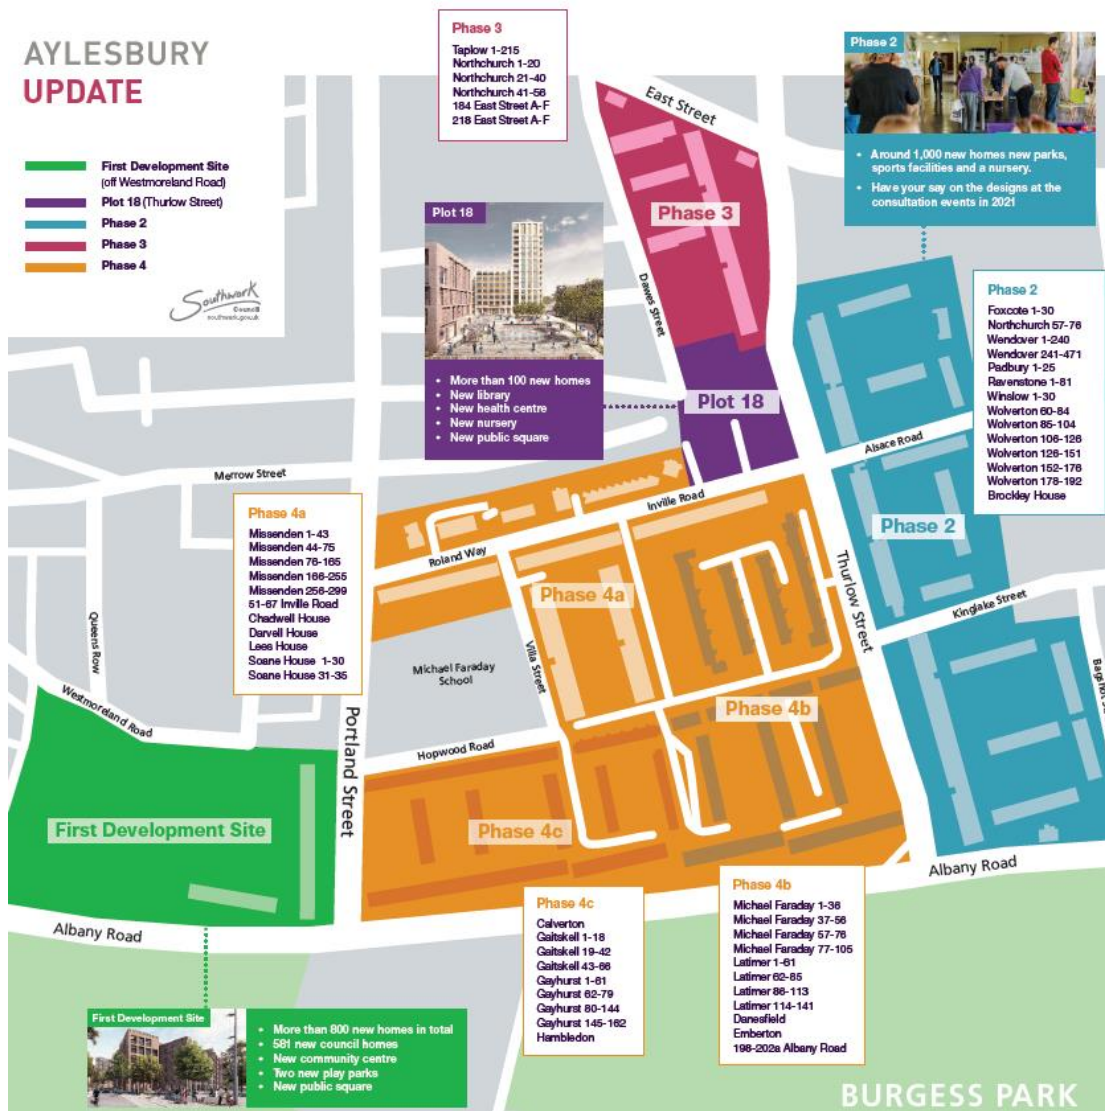 AYLESBURY
UPDATE
First Development Site
(off Westmoreland Road)
Plot 18 (Thurlow Street)
Phase 2
Phase 3
Phase 4
Southwark
Council
southwark.gov.uk
Phase 3
Taplow 1-215
Northchurch 1-20
Northchurch 21-40
Northchurch 41-56
184 East Street A-F
218 East Street A-F
Phase 2
• Around 1,000 new homes new parks,
sports facilities and a nursery.
• Have your say on the designs at the
consultation events in 2021
East Street
Phase 3
Dawes Street
Plot 18
• More than 100 new homes
• New library
• New health centre
• New nursery
• New public square
Plot 18
Phase 2
Foxcote 1-30
Northchurch 57-76
Wendover 1-240
Wendover 241-471
Padbury 1-25
Ravenstone 1-81
Winslow 1-30
Wolverton 60-84
Wolverton 85-104
Wolverton 106-126
Wolverton 126-151
Wolverton 152-176
Wolverton 178-192
Brockley House
Alsace Road
Merrow Street
Inville Road
Phase 2
Phase 4a
Missenden 1-43
Missenden 44-75
Missenden 76-165
Missenden 166-255
Missenden 256-299
51-67 Inville Road
Chadwell House
Darvell House
Lees House
Soane House 1-30
Soane House 31-35
Roland Way
Phase 4a
Thurlow Street
Kinglake Street
Queens Row
Villa Street
Michael Faraday
School
Westmoreland Road
Portland Street
Phase 4b
Hopwood Road
First Development Site
Phase 4c
Albany Road
Albany Road
Phase 4c
Calverton
Gaitskell 1-18
Gaitskell 19-42
Gaitskell 43-66
Gayhurst 1-61
Gayhurst 62-79
Gayhurst 80-144
Gayhurst 145-162
Hambledon
Phase 4b
Michael Faraday 1-36
Michael Faraday 37-56
Michael Faraday 57-76
Michael Faraday 77-105
Latimer 1-61
Latimer 62-85
Latimer 86-113
Latimer 114-141
Danesfield
Emberton
198-202a Albany Road
First Development Site
• More than 800 new homes in total
• 581 new council homes
• New community centre
• Two new play parks
• New public square
BURGESS PARK